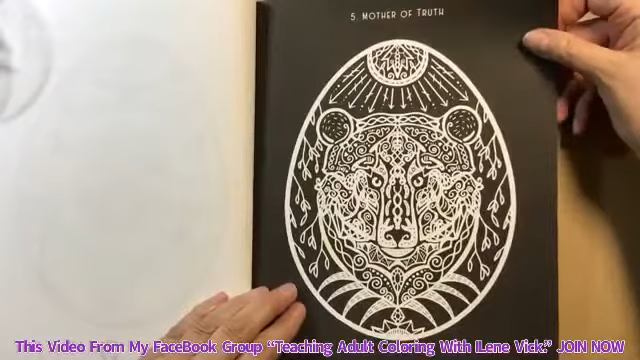 5. MOTHER OF TRUTH
This Video From My FaceBook Group "Teaching Adult Coloring With ILene Vick" JOIN NOW